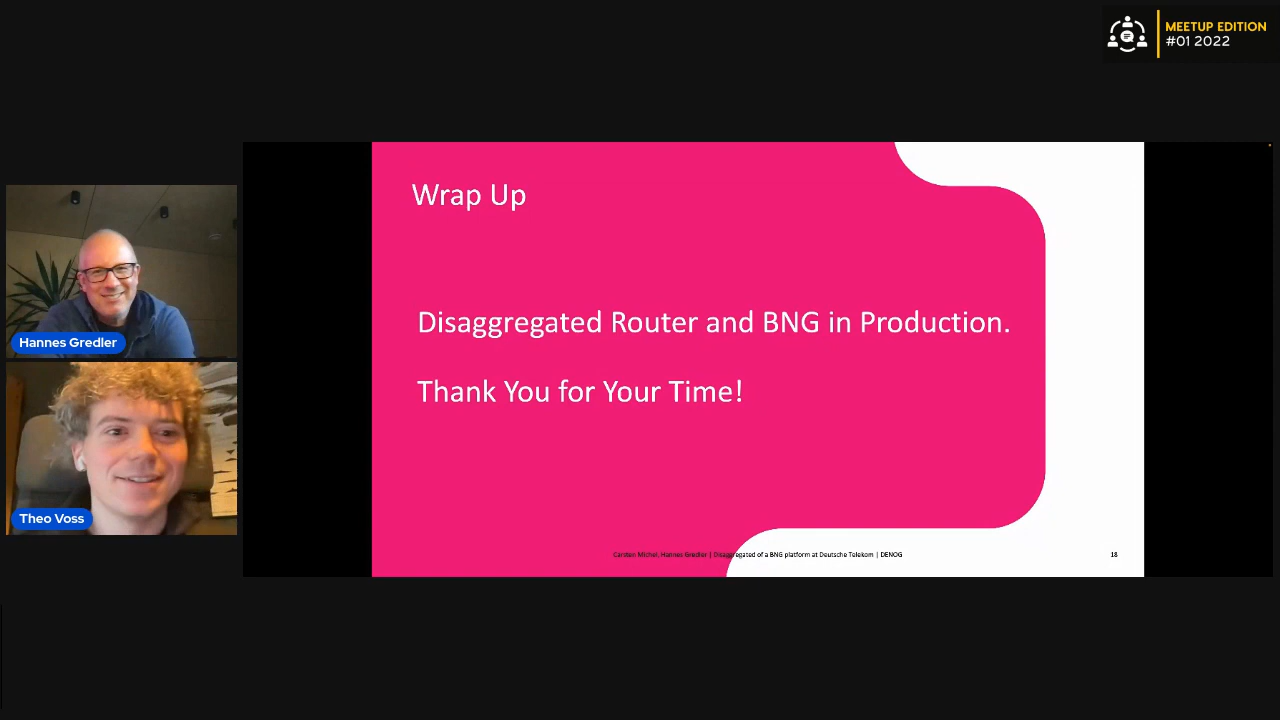 MEETUP EDITION
#01 2022
Wrap Up
Disaggregated Router and BNG in Production.
Thank You for Your Time!
Hannes Gredler
Theo Voss
Carsten Michel, Hannes Gredler | Disaggregated of a BNG platform at Deutsche Telekom | DENOG
18